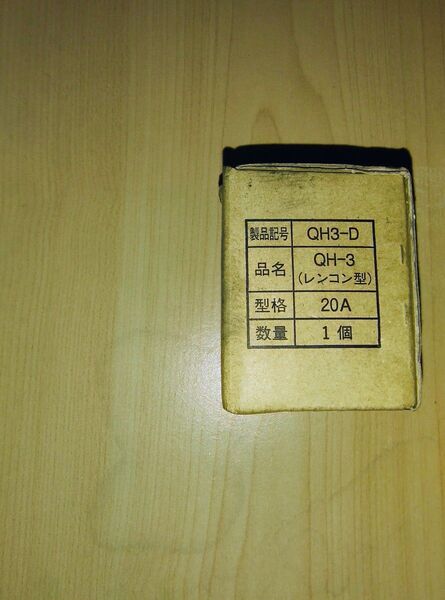 製品記号 QH3-D
品名 QH-3
(レンコン型)
型格 20A
数量 1個